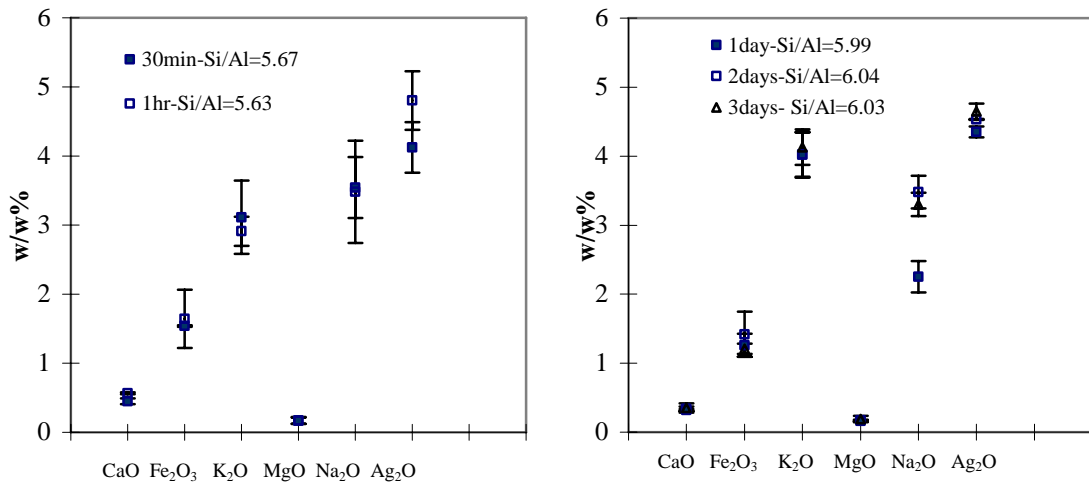 6
5
4
3
2
1
0
w/w%
30min-Si/Al=5.67
1hr-Si/Al=5.63
CaO Fe₂O₃ K₂O MgO Na₂O Ag₂O
6
5
4
3
2
1
0
w/w%
1day-Si/Al=5.99
2days-Si/Al=6.04
3days- Si/Al=6.03
CaO Fe₂O₃ K₂O MgO Na₂O Ag₂O